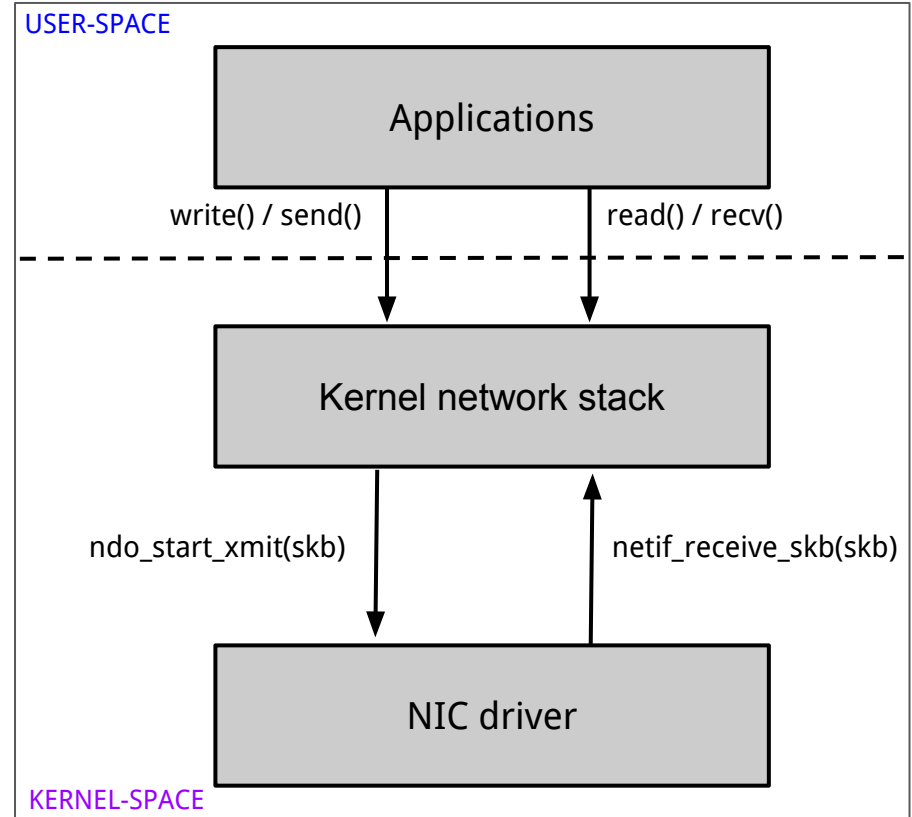 USER-SPACE
Applications
write() / send()
read() / recv()
Kernel network stack
ndo_start_xmit(skb)
netif_receive_skb(skb)
NIC driver
KERNEL-SPACE